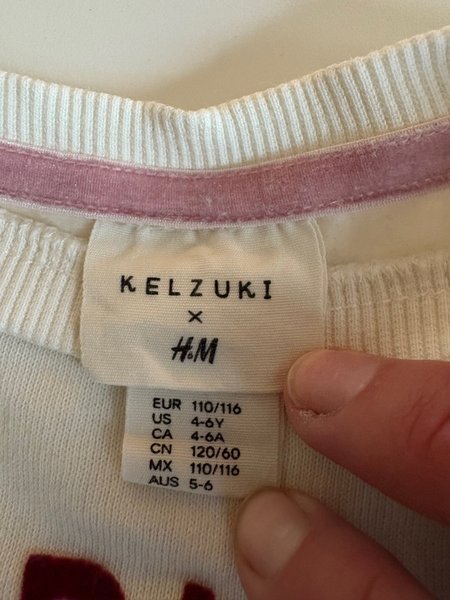 KELZUKI
×
H&M
EUR 110/116
US 4-6Y
CA 4-6A
CN 120/60
MX 110/116
AUS 5-6